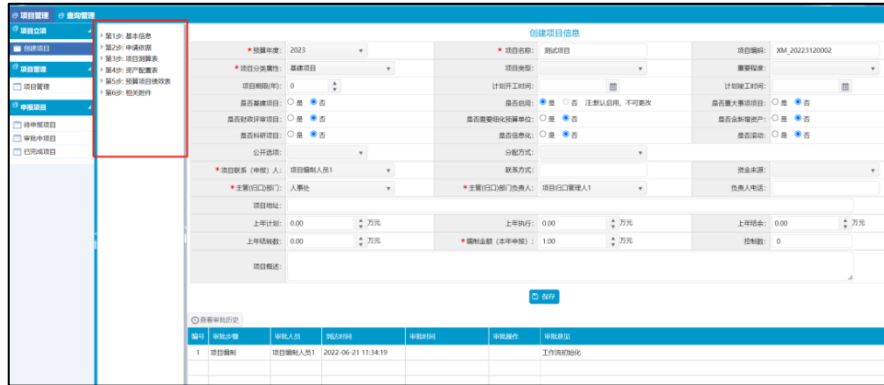 项目管理 查询管理
项目立项
创建项目
项目管理
项目管理
申报项目
待申报项目
审批中项目
已完成项目
第1步: 基本信息
第2步: 申请依据
第3步: 项目测算表
第4步: 资产配置表
第5步: 预算项目绩效表
第6步: 相关附件
创建项目信息
* 预算年度: 2023 * 项目名称: 测试项目 项目编码: XM_20223120002
* 项目分类属性: 基建项目 项目类型: 重要程度:
项目期限(年): 0 计划开工时间: 计划竣工时间:
是否基建项目: 是 否 是否启用: 是 否 注:默认启用, 不可更改 是否重大事项项目: 是 否
是否财政评审项目: 是 否 是否需要细化预算单位: 是 否 是否含新增资产: 是 否
是否科研项目: 是 否 是否信息化: 是 否 是否滚动: 是 否
公开选项: 分配方式:
* 项目联系 (申报) 人: 项目编制人员1 联系方式: 资金来源:
* 主管(归口)部门: 人事处 * 主管(归口)部门负责人: 项目归口管理人1 负责人电话:
项目地址:
上年计划: 0.00 万元 上年执行: 0.00 万元 上年结余: 0.00 万元
上年结转数: 0.00 万元 * 编制金额 (本年申报) : 1.00 万元 控制数: 0
项目概述:
保存
查看审批历史
编号 审批步骤 审批人员 到达时间 审批时间 审批操作 审批意见
1 项目编制 项目编制人员1 2022-06-21 11:34:19 工作流初始化